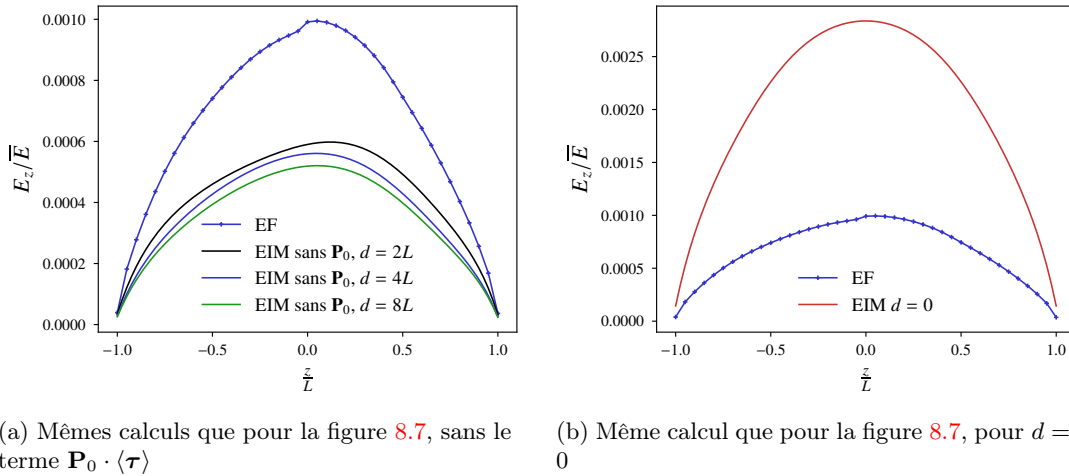 0.0010
0.0008
0.0006
0.0004
0.0002
0.0000
E_z/\overline{E}
EF
EIM sans P₀, d = 2L
EIM sans P₀, d = 4L
EIM sans P₀, d = 8L
−1.0 −0.5 0.0 0.5 1.0
z/L
0.0025
0.0020
0.0015
0.0010
0.0005
0.0000
E_z/\overline{E}
EF
EIM d = 0
−1.0 −0.5 0.0 0.5 1.0
z/L
(a) Mêmes calculs que pour la figure 8.7, sans le
terme P₀ · ⟨τ⟩
(b) Même calcul que pour la figure 8.7, pour d =
0